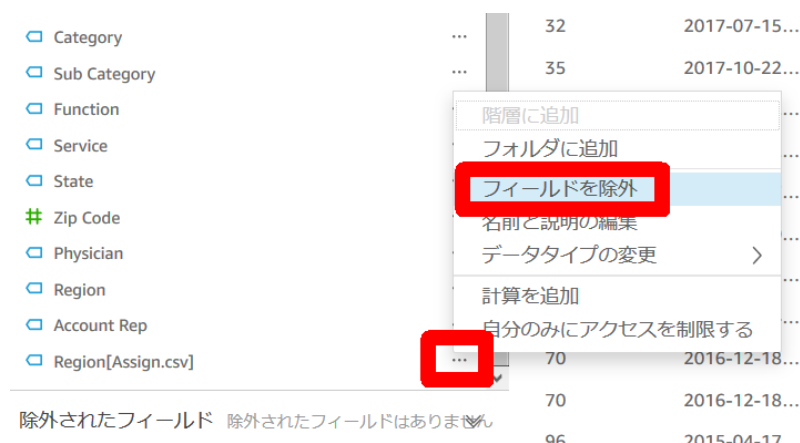 Category ...
Sub Category ...
Function
Service
State
Zip Code
Physician
Region
Account Rep
Region[Assign.csv] ...
除外されたフィールド 除外されたフィールドはありません
階層に追加
フォルダに追加
フィールドを除外
名前と説明の編集
データタイプの変更
計算を追加
自分のみにアクセスを制限する
32 2017-07-15...
35 2017-10-22...
70 2016-12-18...
70 2016-12-18...
96 2015-04-17